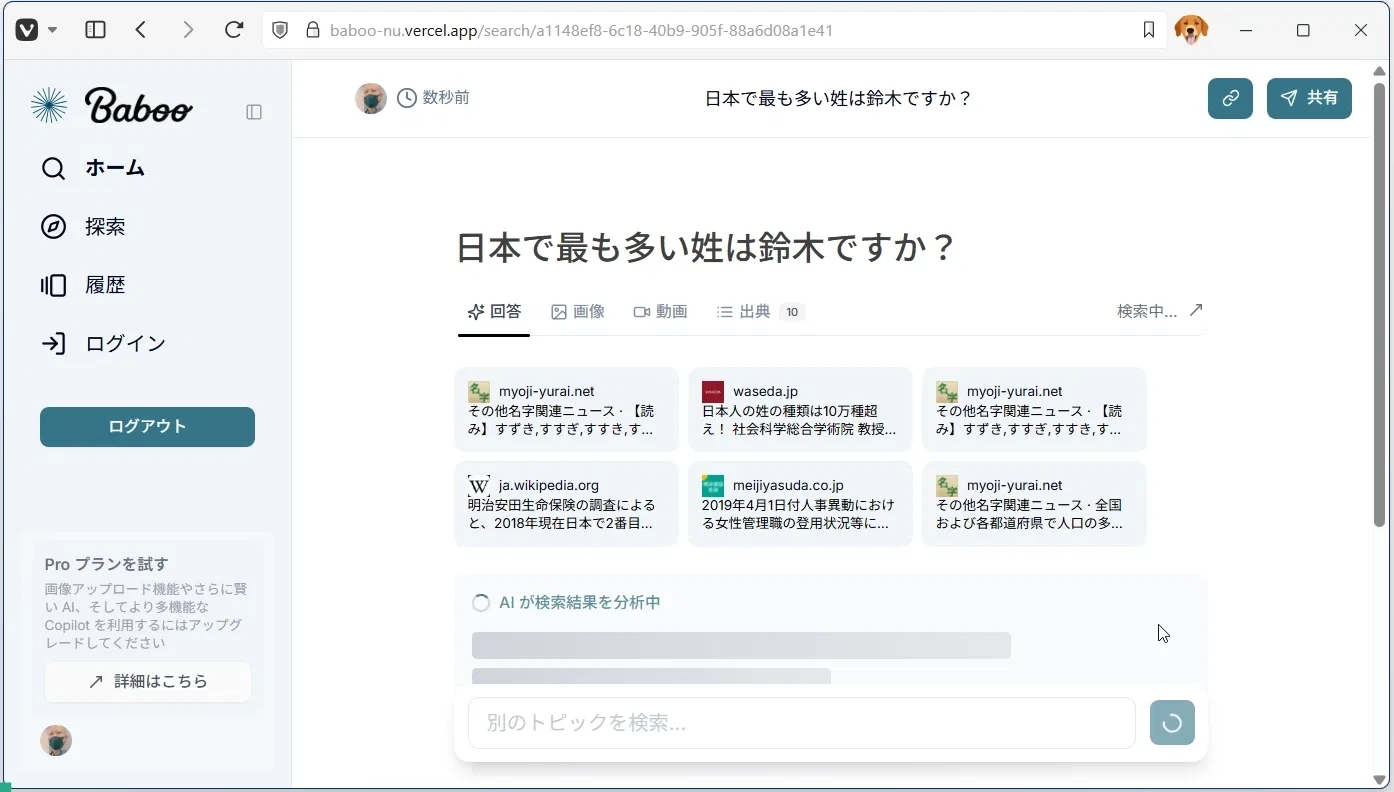 baboo-nu.vercel.app/search/a1148ef8-6c18-40b9-905f-88a6d08a1e41
Baboo
ホーム
探索
履歴
ログイン
ログアウト
Pro プランを試す
画像アップロード機能やさらに賢
い AI、そしてより多機能な
Copilot を利用するにはアップグ
レードしてください
詳細はこちら
数秒前
日本で最も多い姓は鈴木ですか？
共有
日本で最も多い姓は鈴木ですか？
回答
画像
動画
出典
10
検索中...
myoji-yurai.net
その他名字関連ニュース ·【読
み】すずき,すすぎ,すすき,す...
waseda.jp
日本人の姓の種類は10万種超
え！ 社会科学総合学術院 教授...
myoji-yurai.net
その他名字関連ニュース ·【読
み】すずき,すすぎ,すすき,す...
ja.wikipedia.org
明治安田生命保険の調査による
と、2018年現在日本で2番目...
meijiyasuda.co.jp
2019年4月1日付人事異動におけ
る女性管理職の登用状況等に...
myoji-yurai.net
その他名字関連ニュース · 全国
および各都道府県で人口の多...
AI が検索結果を分析中
別のトピックを検索...